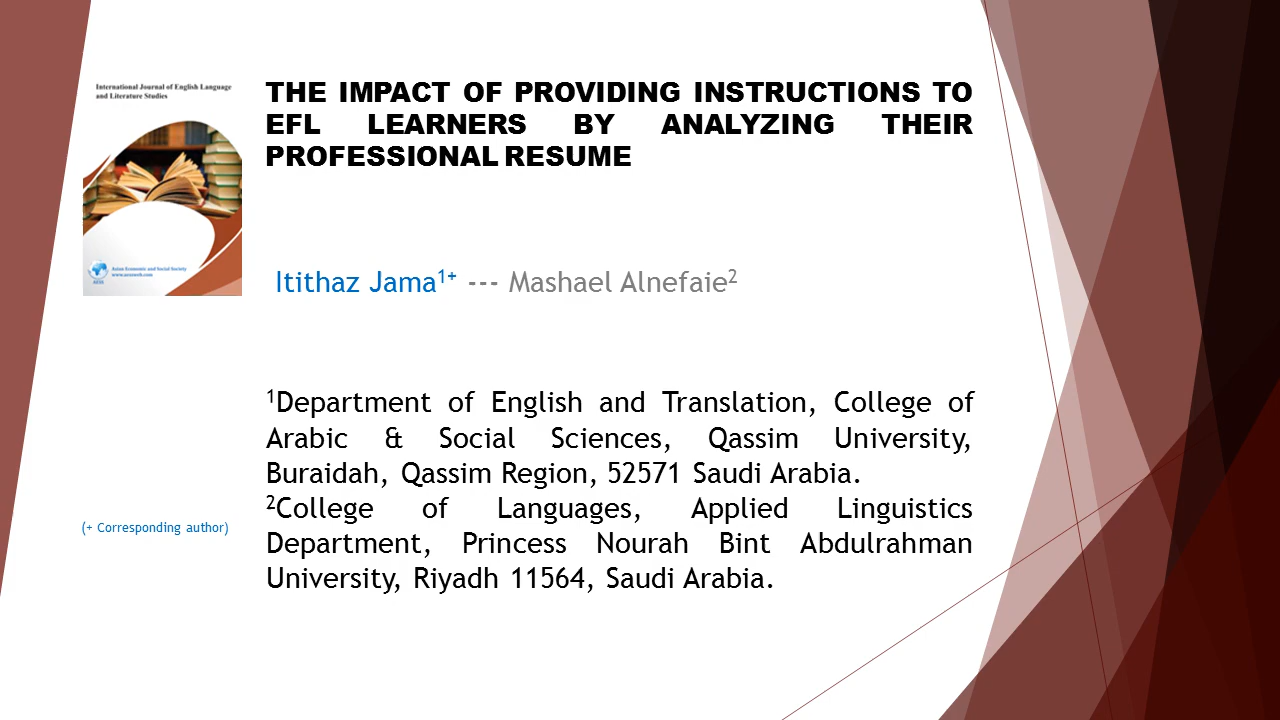 International Journal of English Language
and Literature Studies
Asian Economic and Social Society
www.aessweb.com
AESS
THE IMPACT OF PROVIDING INSTRUCTIONS TO
EFL LEARNERS BY ANALYZING THEIR
PROFESSIONAL RESUME
Itithaz Jama1+ --- Mashael Alnefaie2
1Department of English and Translation, College of
Arabic & Social Sciences, Qassim University,
Buraidah, Qassim Region, 52571 Saudi Arabia.
2College of Languages, Applied Linguistics
Department, Princess Nourah Bint Abdulrahman
University, Riyadh 11564, Saudi Arabia.
(+ Corresponding author)